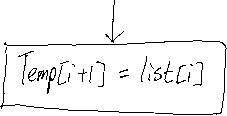 Temp[i+1] = list[i]